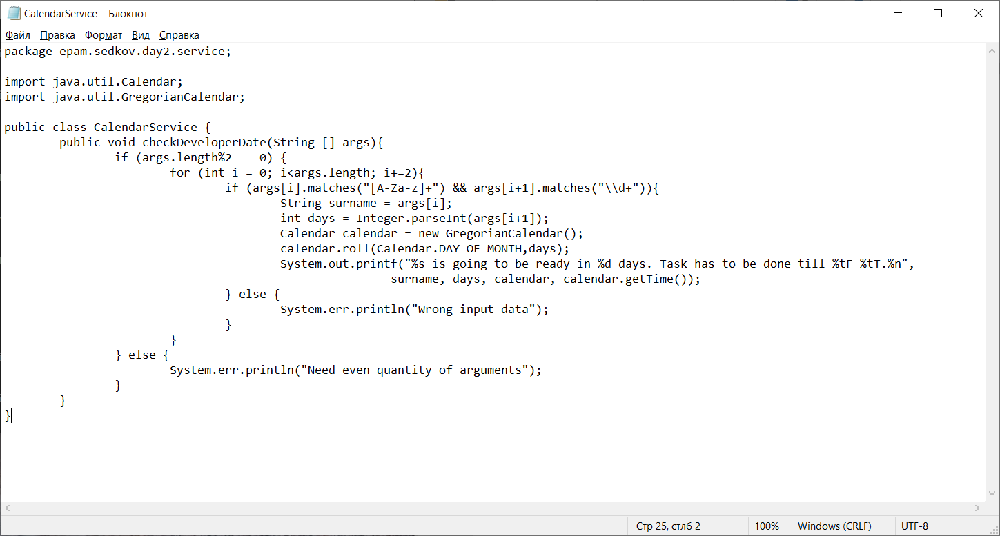 CalendarService – Блокнот
Файл Правка Формат Вид Справка
package epam.sedkov.day2.service;

import java.util.Calendar;
import java.util.GregorianCalendar;

public class CalendarService {
        public void checkDeveloperDate(String [] args){
                if (args.length%2 == 0) {
                        for (int i = 0; i<args.length; i+=2){
                                if (args[i].matches("[A-Za-z]+") && args[i+1].matches("\\d+")){
                                        String surname = args[i];
                                        int days = Integer.parseInt(args[i+1]);
                                        Calendar calendar = new GregorianCalendar();
                                        calendar.roll(Calendar.DAY_OF_MONTH,days);
                                        System.out.printf("%s is going to be ready in %d days. Task has to be done till %tF %tT.%n",
                                                        surname, days, calendar, calendar.getTime());
                                } else {
                                        System.err.println("Wrong input data");
                                }
                        }
                } else {
                        System.err.println("Need even quantity of arguments");
                }
        }
}
Стр 25, стлб 2 100% Windows (CRLF) UTF-8